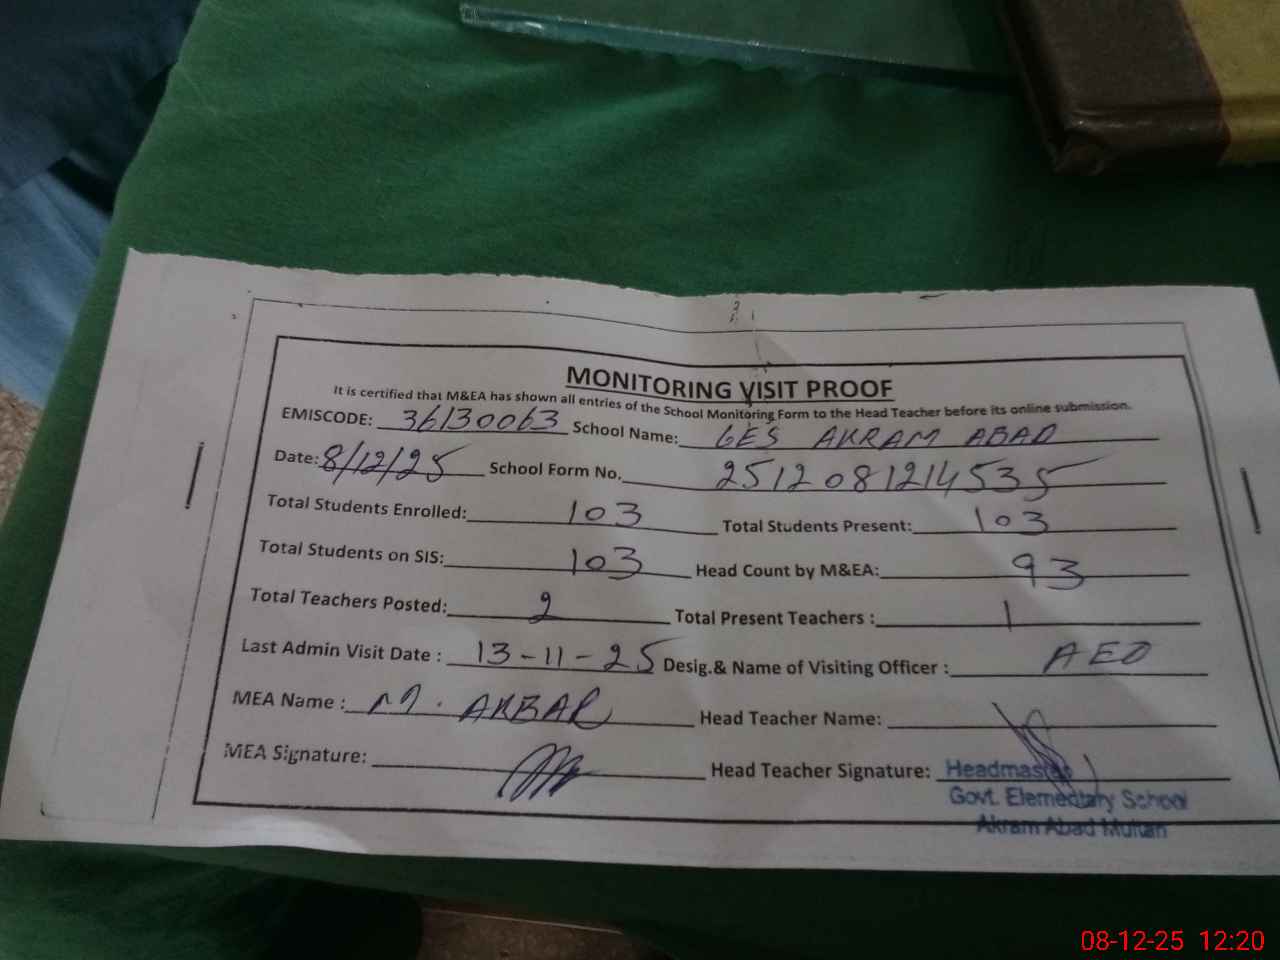 MONITORING VISIT PROOF
It is certified that M&EA has shown all entries of the School Monitoring Form to the Head Teacher before its online submission.
EMISCODE: 36130063 School Name: GES AKRAM ABAD
Date: 8/12/25 School Form No. 2512081214535
Total Students Enrolled: 103 Total Students Present: 103
Total Students on SIS: 103 Head Count by M&EA: 93
Total Teachers Posted: 2 Total Present Teachers : 1
Last Admin Visit Date : 13-11-25 Desig.& Name of Visiting Officer : AEO
MEA Name : M. AKBAR Head Teacher Name:
MEA Signature: Head Teacher Signature: Headmaster
Govt. Elementary School
Akram Abad Multan
08-12-25 12:20